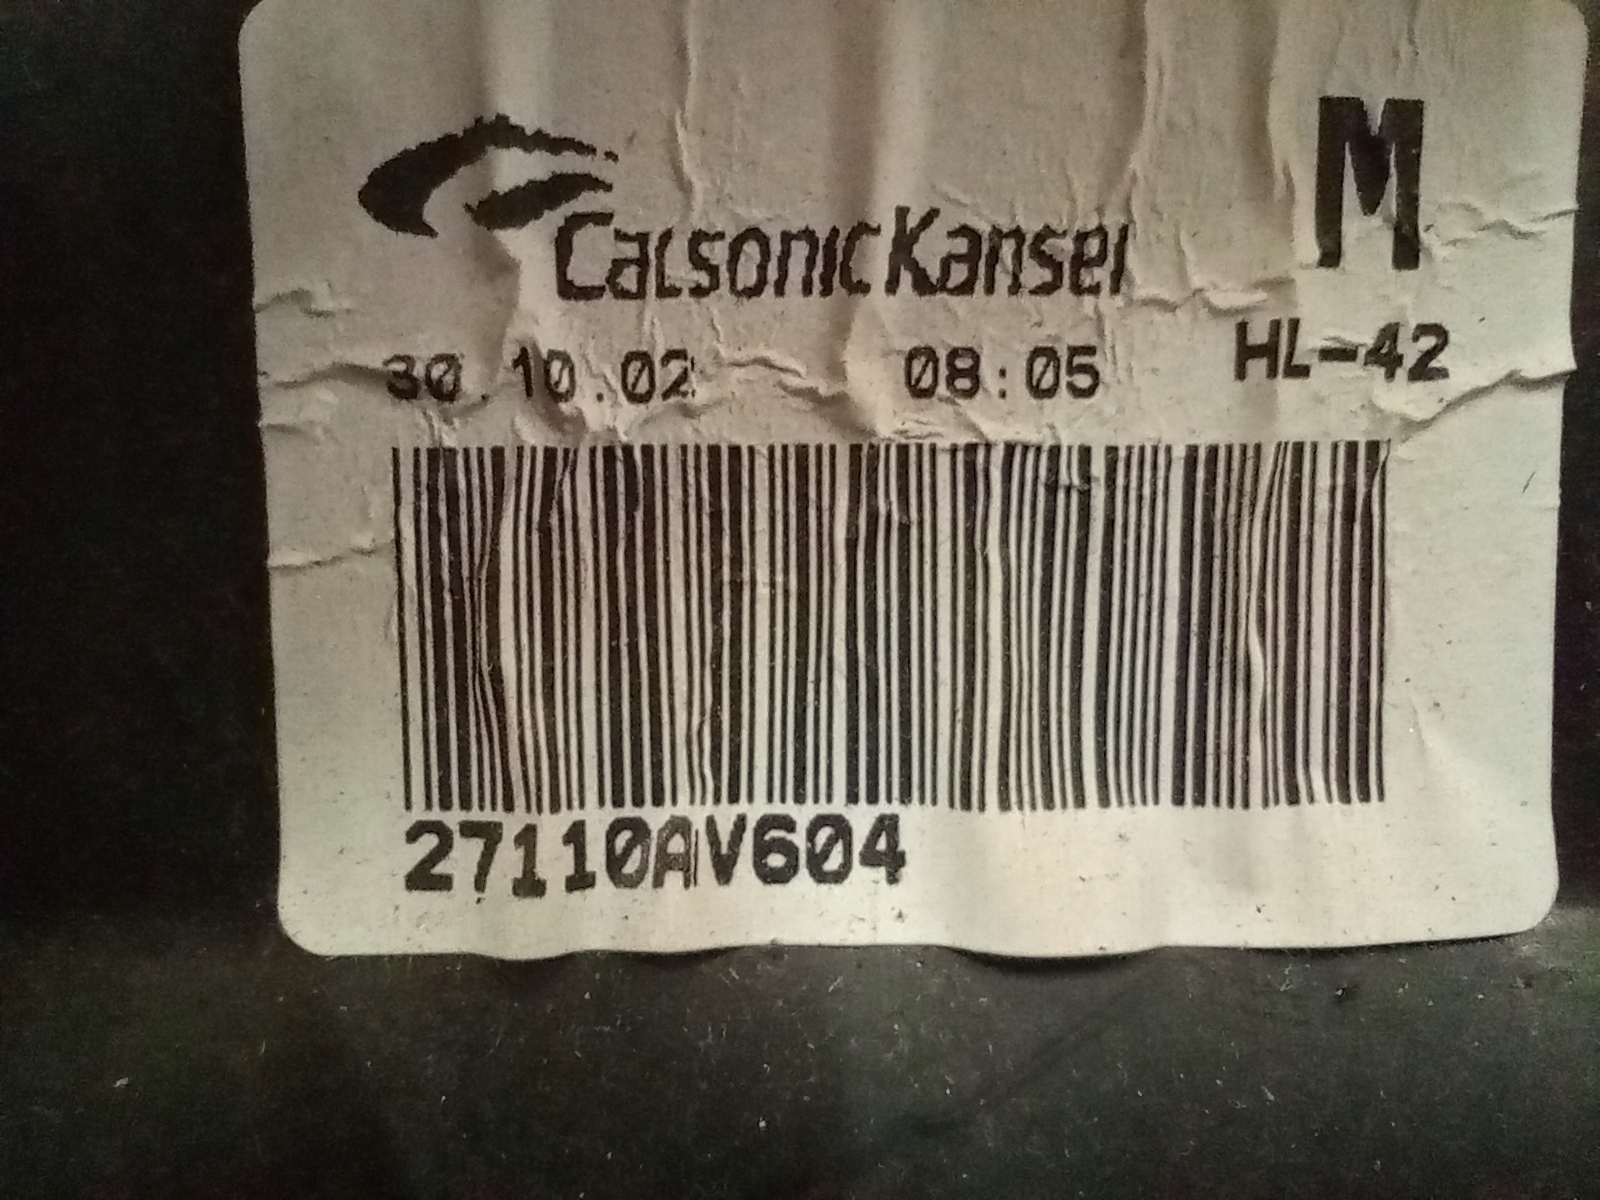 CalsonicKansei
M
30.10.02 08:05 HL-42
27110AV604